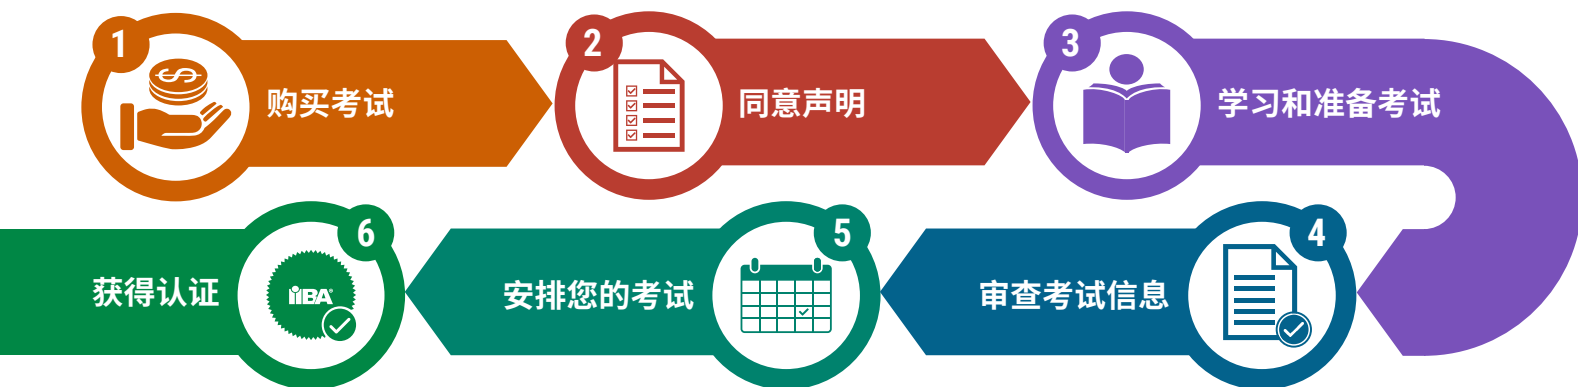 1
购买考试
2
同意声明
3
学习和准备考试
4
审查考试信息
5
安排您的考试
6
获得认证
IIBA®